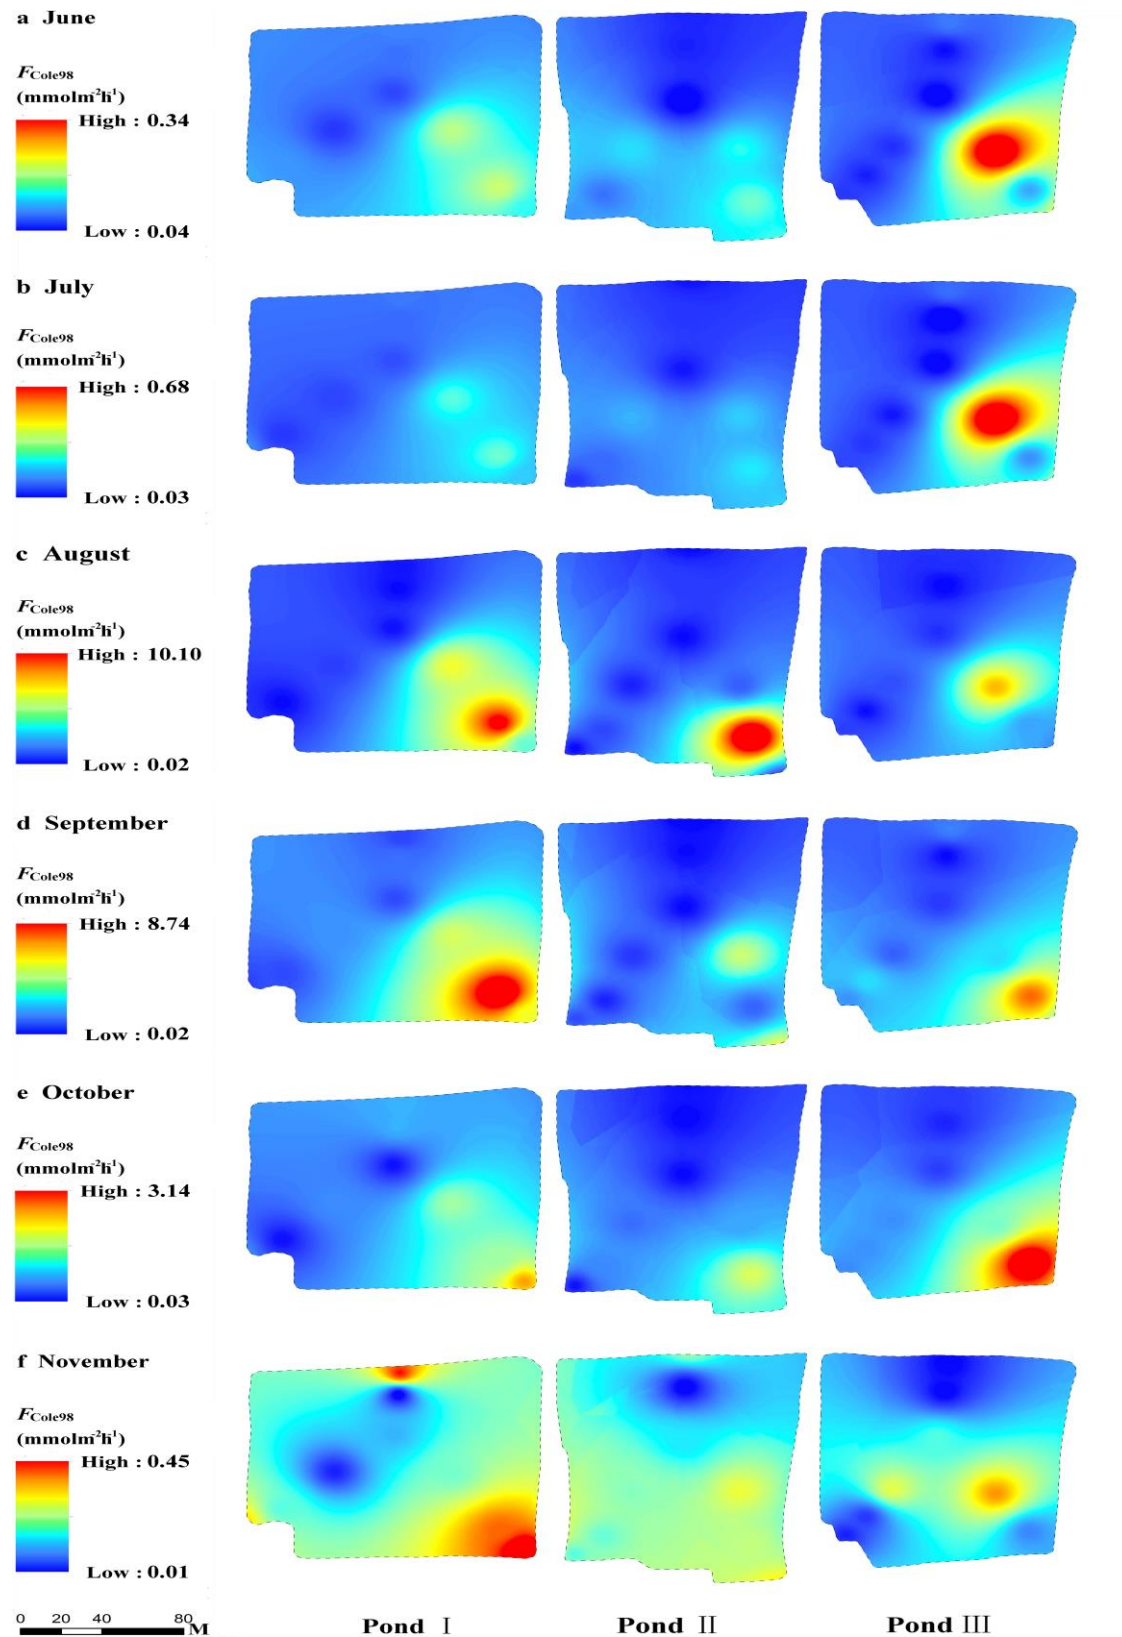 a June
FCole98
(mmolm⁻²h⁻¹)
High : 0.34
Low : 0.04
b July
FCole98
(mmolm⁻²h⁻¹)
High : 0.68
Low : 0.03
c August
FCole98
(mmolm⁻²h⁻¹)
High : 10.10
Low : 0.02
d September
FCole98
(mmolm⁻²h⁻¹)
High : 8.74
Low : 0.02
e October
FCole98
(mmolm⁻²h⁻¹)
High : 3.14
Low : 0.03
f November
FCole98
(mmolm⁻²h⁻¹)
High : 0.45
Low : 0.01
0 20 40 80 M
Pond Ⅰ Pond Ⅱ Pond Ⅲ